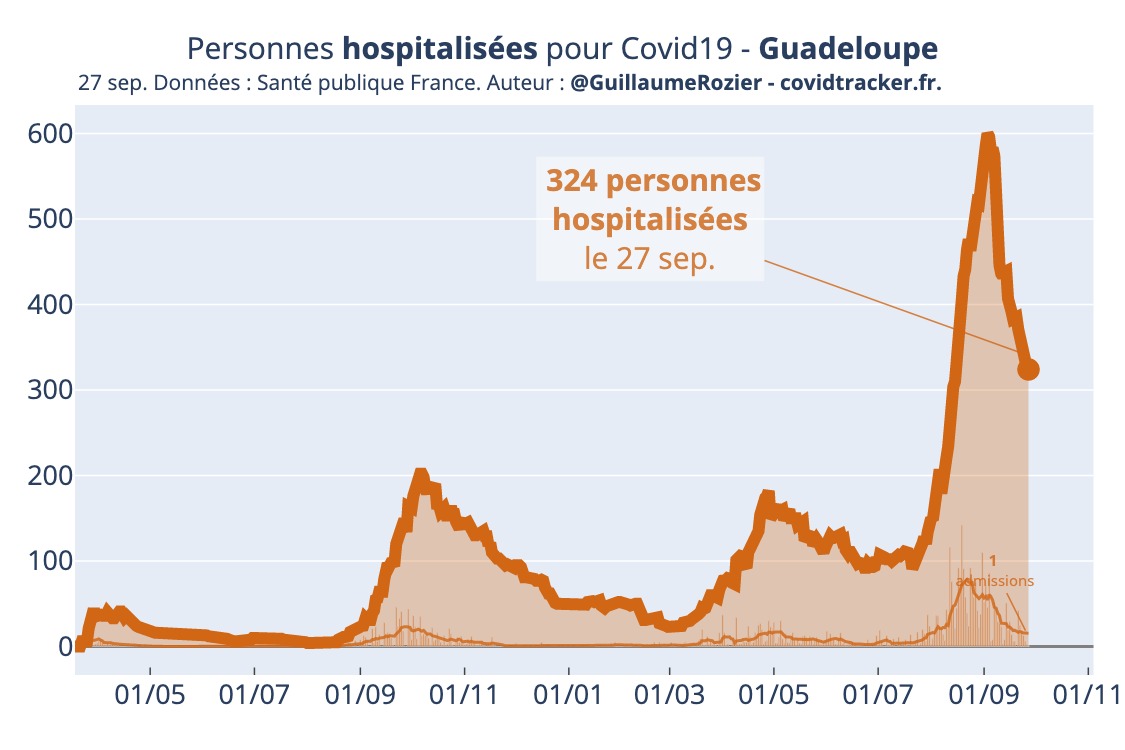 Personnes hospitalisées pour Covid19 - Guadeloupe
27 sep. Données : Santé publique France. Auteur : @GuillaumeRozier - covidtracker.fr.
600
500
400
300
200
100
0
324 personnes
hospitalisées
le 27 sep.
1
admissions
01/05 01/07 01/09 01/11 01/01 01/03 01/05 01/07 01/09 01/11